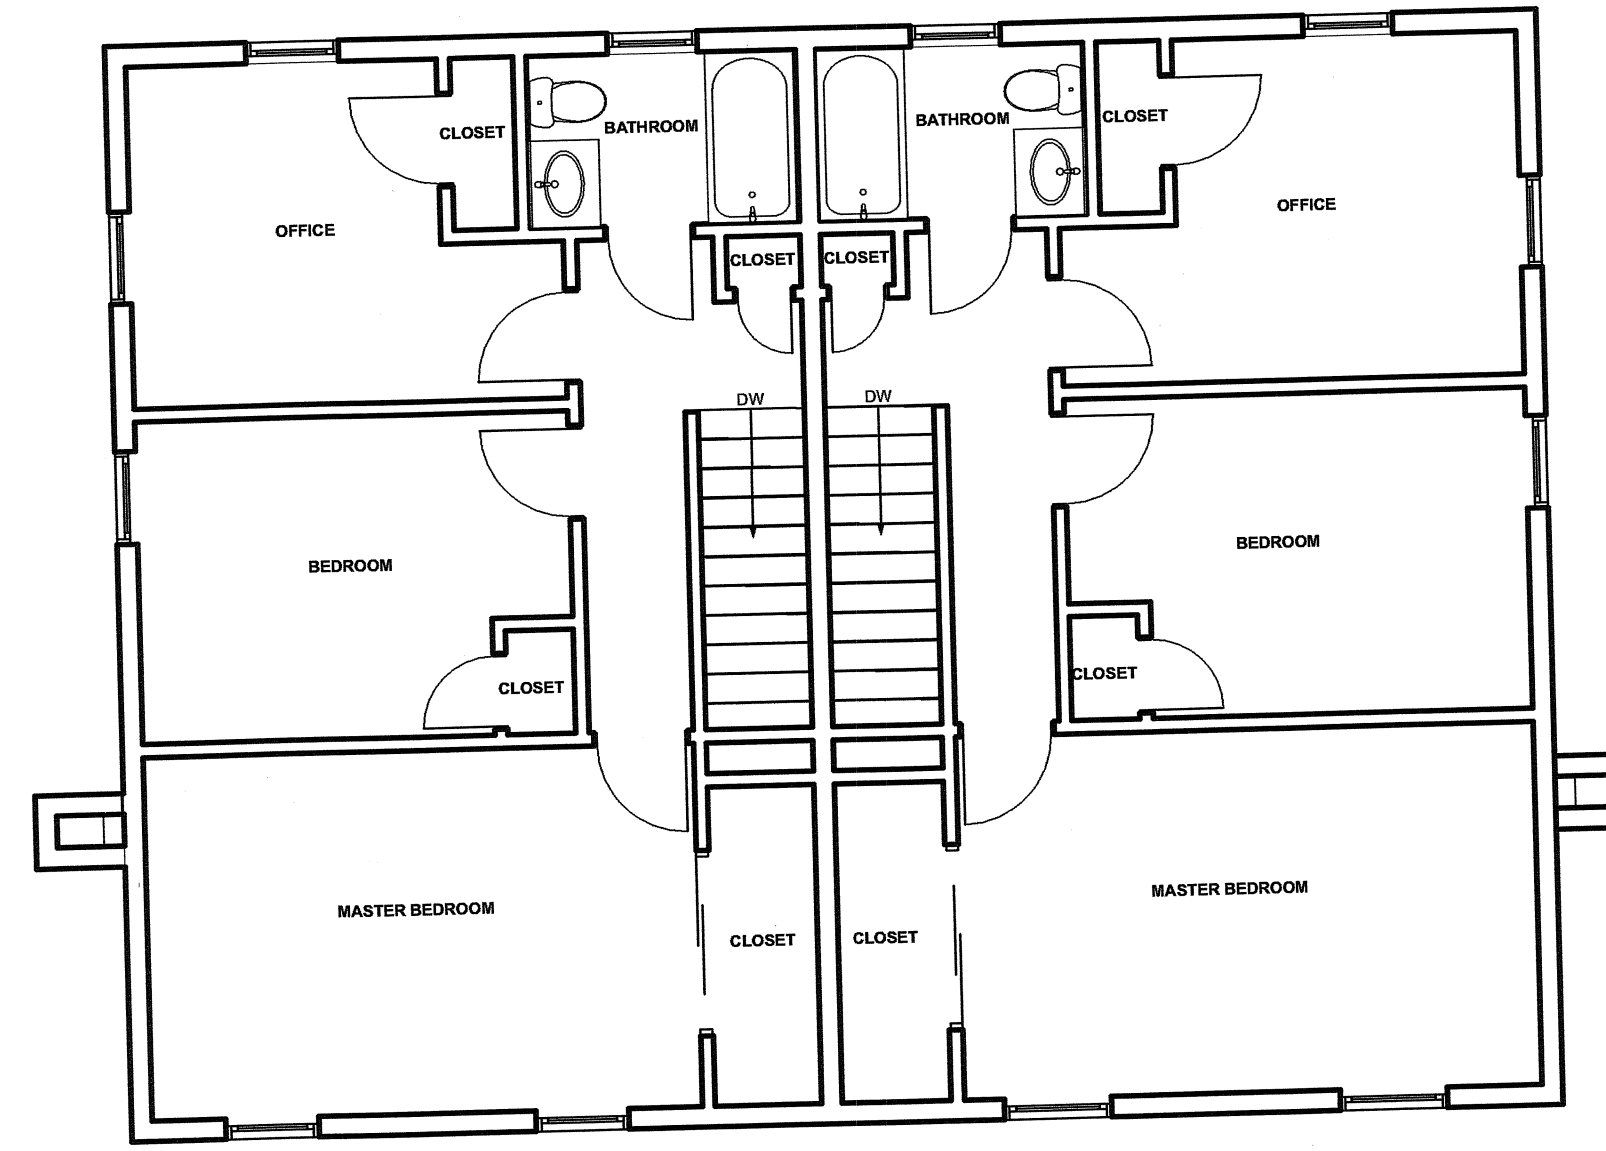 CLOSET
BATHROOM
BATHROOM
CLOSET
OFFICE
OFFICE
CLOSET
CLOSET
DW
DW
BEDROOM
BEDROOM
CLOSET
CLOSET
MASTER BEDROOM
MASTER BEDROOM
CLOSET
CLOSET